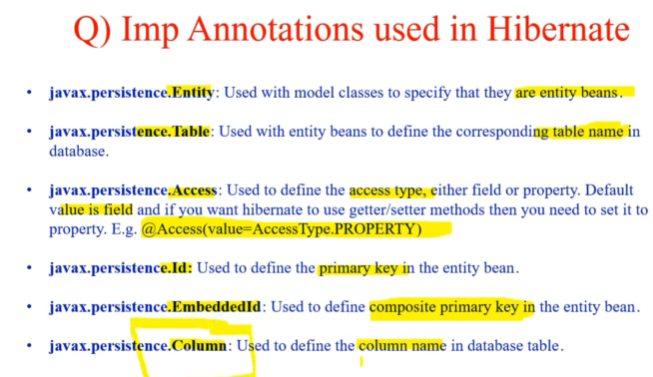 Q) Imp Annotations used in Hibernate
• javax.persistence.Entity: Used with model classes to specify that they are entity beans.
• javax.persistence.Table: Used with entity beans to define the corresponding table name in
database.
• javax.persistence.Access: Used to define the access type, either field or property. Default
value is field and if you want hibernate to use getter/setter methods then you need to set it to
property. E.g. @Access(value=AccessType.PROPERTY)
• javax.persistence.Id: Used to define the primary key in the entity bean.
• javax.persistence.EmbeddedId: Used to define composite primary key in the entity bean.
• javax.persistence.Column: Used to define the column name in database table.